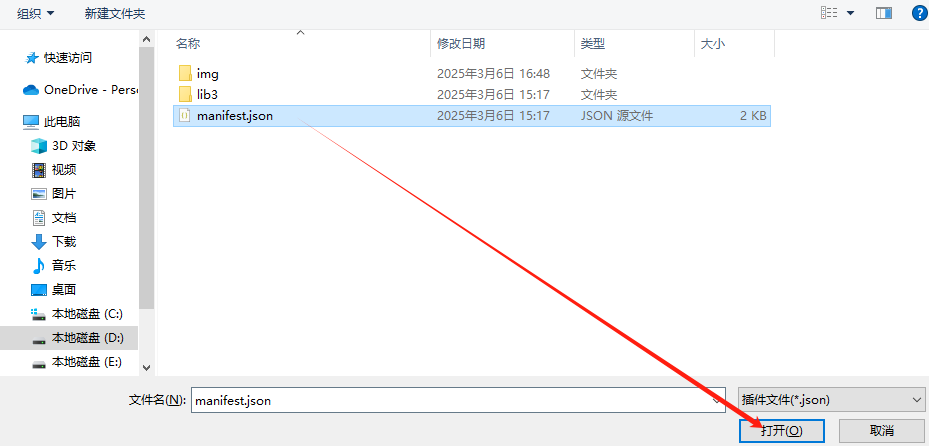 组织 新建文件夹
名称 修改日期 类型 大小
快速访问
OneDrive - Pers
此电脑
3D 对象
视频
图片
文档
下载
音乐
桌面
本地磁盘 (C:)
本地磁盘 (D:)
本地磁盘 (E:)
img 2025年3月6日 16:48 文件夹
lib3 2025年3月6日 15:17 文件夹
manifest.json 2025年3月6日 15:17 JSON 源文件 2 KB
文件名(N): manifest.json 插件文件(*.json)
打开(O) 取消